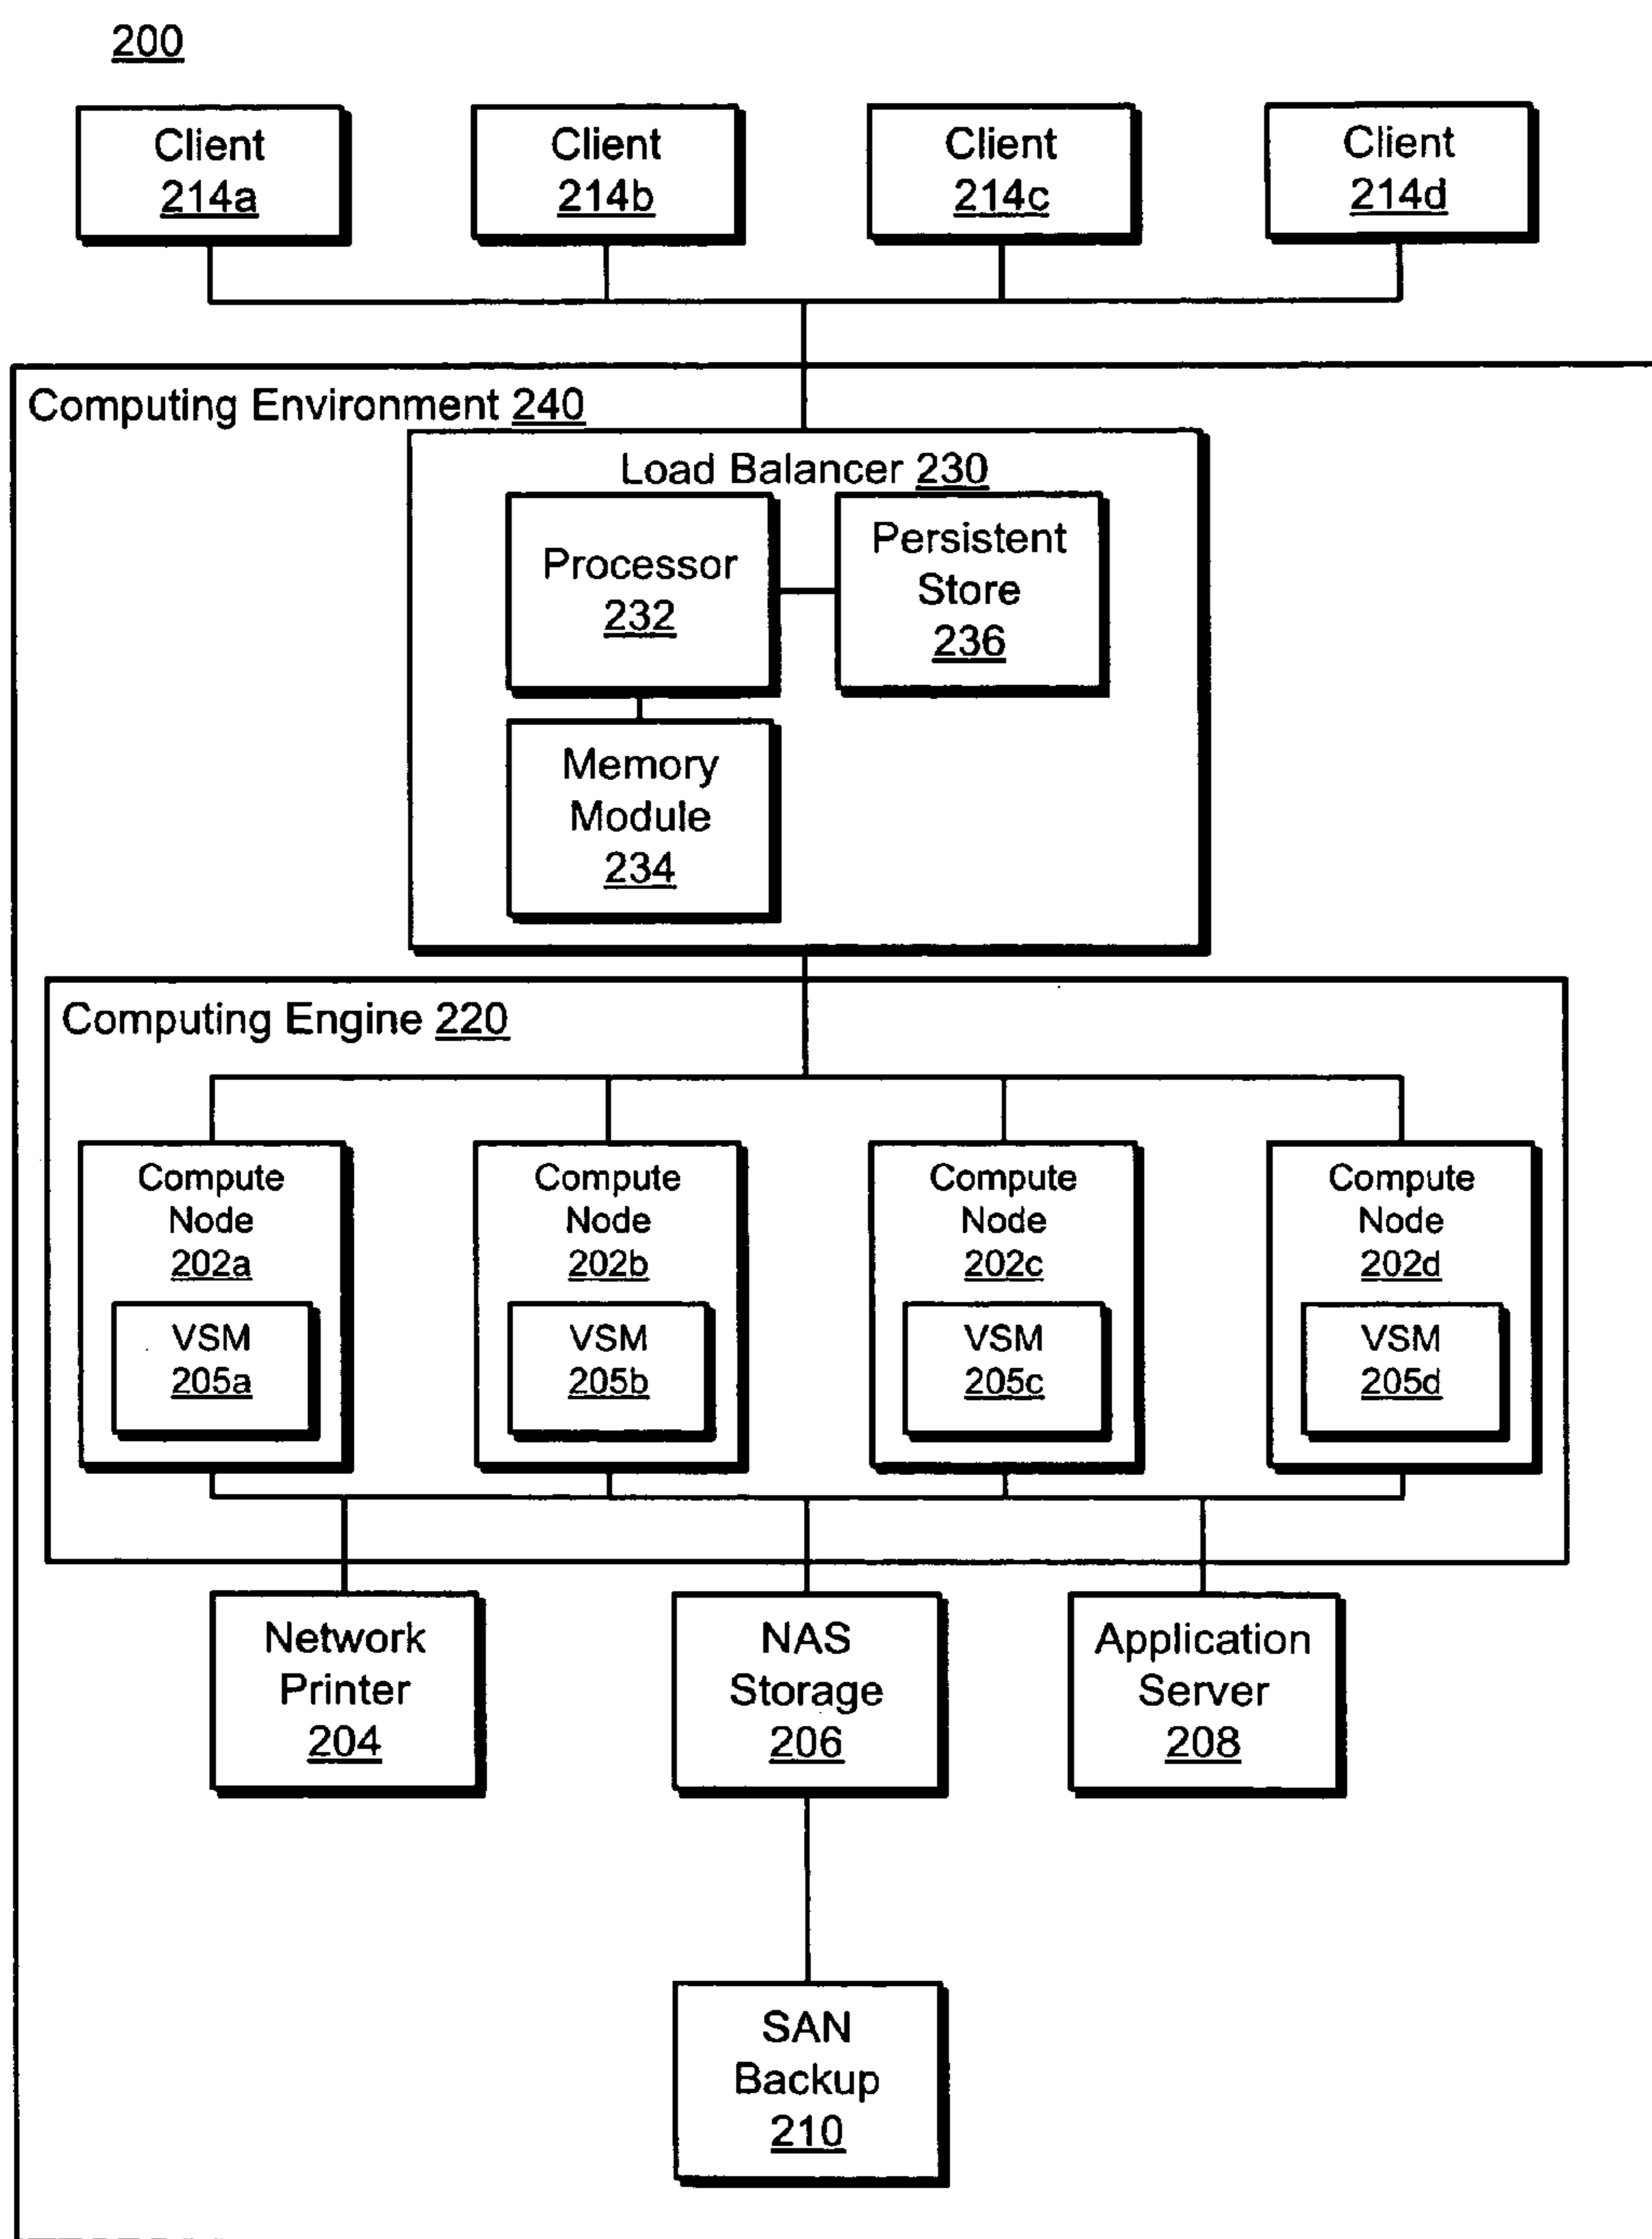 200
Client
214a
Client
214b
Client
214c
Client
214d
Computing Environment 240
Load Balancer 230
Processor
232
Persistent
Store
236
Memory
Module
234
Computing Engine 220
Compute
Node
202a
VSM
205a
Compute
Node
202b
VSM
205b
Compute
Node
202c
VSM
205c
Compute
Node
202d
VSM
205d
Network
Printer
204
NAS
Storage
206
Application
Server
208
SAN
Backup
210